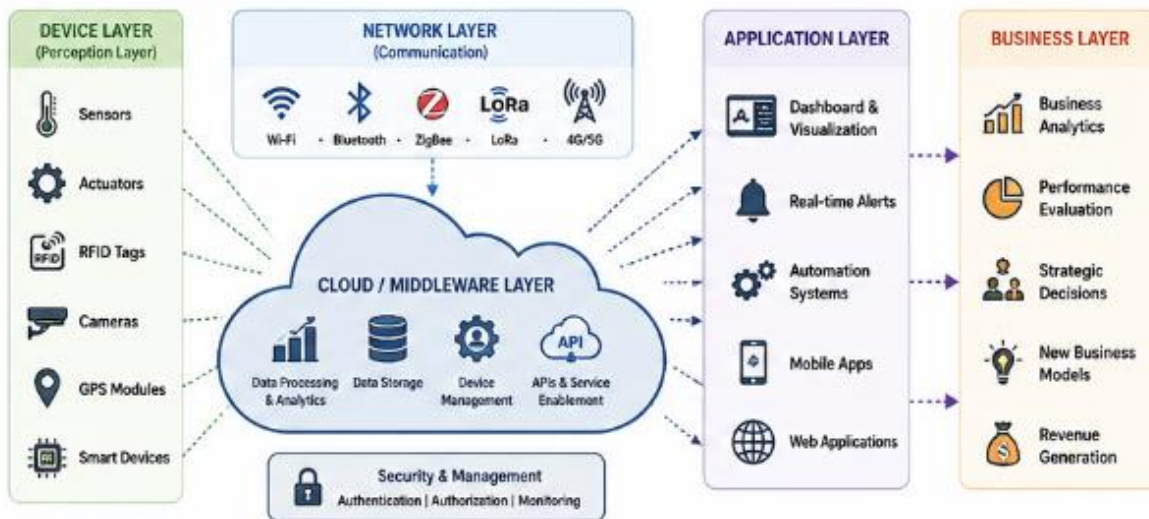 DEVICE LAYER
(Perception Layer)
Sensors
Actuators
RFID
RFID Tags
Cameras
GPS Modules
Smart Devices
NETWORK LAYER
(Communication)
LoRa
Wi-Fi • Bluetooth • ZigBee • LoRa • 4G/5G
CLOUD / MIDDLEWARE LAYER
API
Data Processing
& Analytics
Data Storage
Device
Management
APIs & Service
Enablement
Security & Management
Authentication | Authorization | Monitoring
APPLICATION LAYER
A
Dashboard &
Visualization
Real-time Alerts
Automation
Systems
Mobile Apps
Web Applications
BUSINESS LAYER
Business
Analytics
Performance
Evaluation
Strategic
Decisions
New Business
Models
$
Revenue
Generation